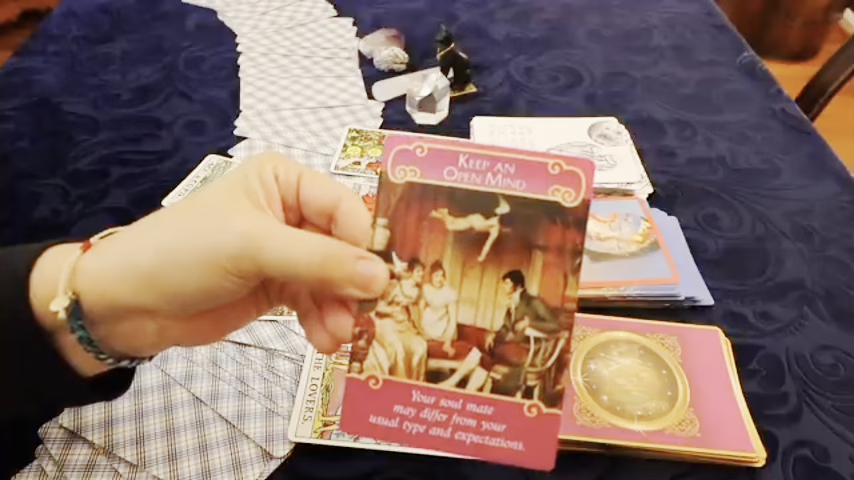 KEEP AN
OPEN MIND
Your soul mate
may differ from your
usual type and expectations.
THE LOVERS.